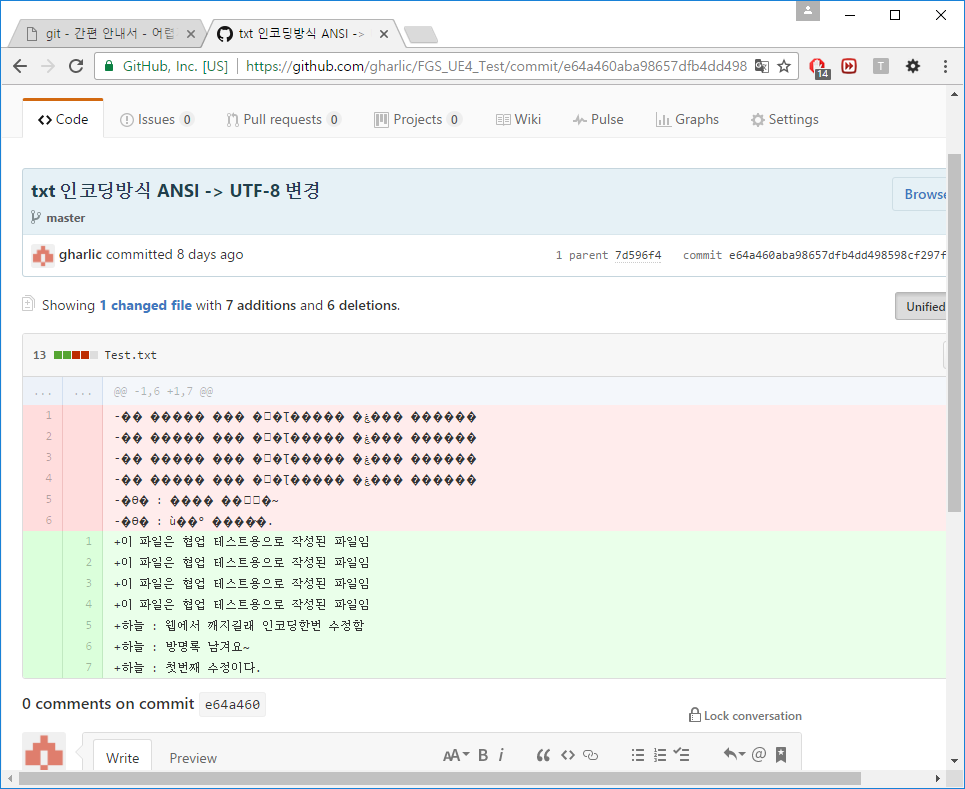 git - 간편 안내서 - 어렵
txt 인코딩방식 ANSI ->
GitHub, Inc. [US]
https://github.com/gharlic/FGS_UE4_Test/commit/e64a460aba98657dfb4dd498
14
T
Code
Issues 0
Pull requests 0
Projects 0
Wiki
Pulse
Graphs
Settings
txt 인코딩방식 ANSI -> UTF-8 변경
Browse
master
gharlic committed 8 days ago
1 parent 7d596f4 commit e64a460aba98657dfb4dd498598cf297f
Showing 1 changed file with 7 additions and 6 deletions.
Unified
13 Test.txt
... ... @@ -1,6 +1,7 @@
1 -�� ����� ��� �
2 -�� ����� ��� �
3 -�� ����� ��� �
4 -�� ����� ��� �
5 -�θ� : ���� ��
6 -�θ� : ù��°
1 +이 파일은 협업 테스트용으로 작성된 파일임
2 +이 파일은 협업 테스트용으로 작성된 파일임
3 +이 파일은 협업 테스트용으로 작성된 파일임
4 +이 파일은 협업 테스트용으로 작성된 파일임
5 +하늘 : 웹에서 깨지길래 인코딩한번 수정함
6 +하늘 : 방명록 남겨요~
7 +하늘 : 첫번째 수정이다.
0 comments on commit e64a460
Lock conversation
Write
Preview
AA B i